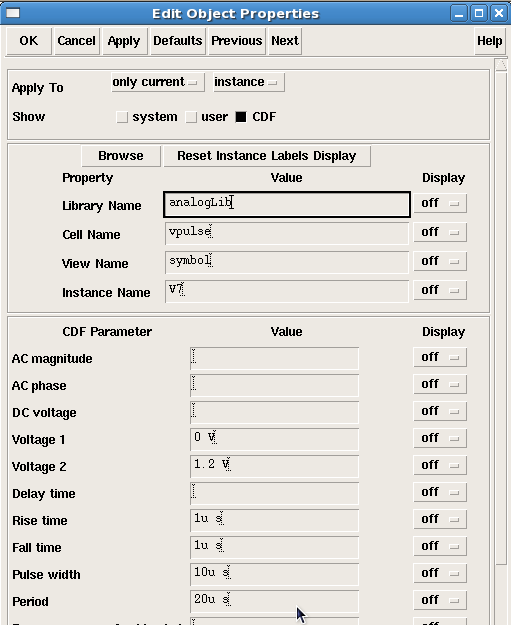 Edit Object Properties
OK Cancel Apply Defaults Previous Next Help
Apply To only current instance
Show system user CDF
Browse Reset Instance Labels Display
Property Value Display
Library Name analogLib off
Cell Name vpulse off
View Name symbol off
Instance Name V7 off
CDF Parameter Value Display
AC magnitude off
AC phase off
DC voltage off
Voltage 1 0 V off
Voltage 2 1.2 V off
Delay time off
Rise time 1u s off
Fall time 1u s off
Pulse width 10u s off
Period 20u s off